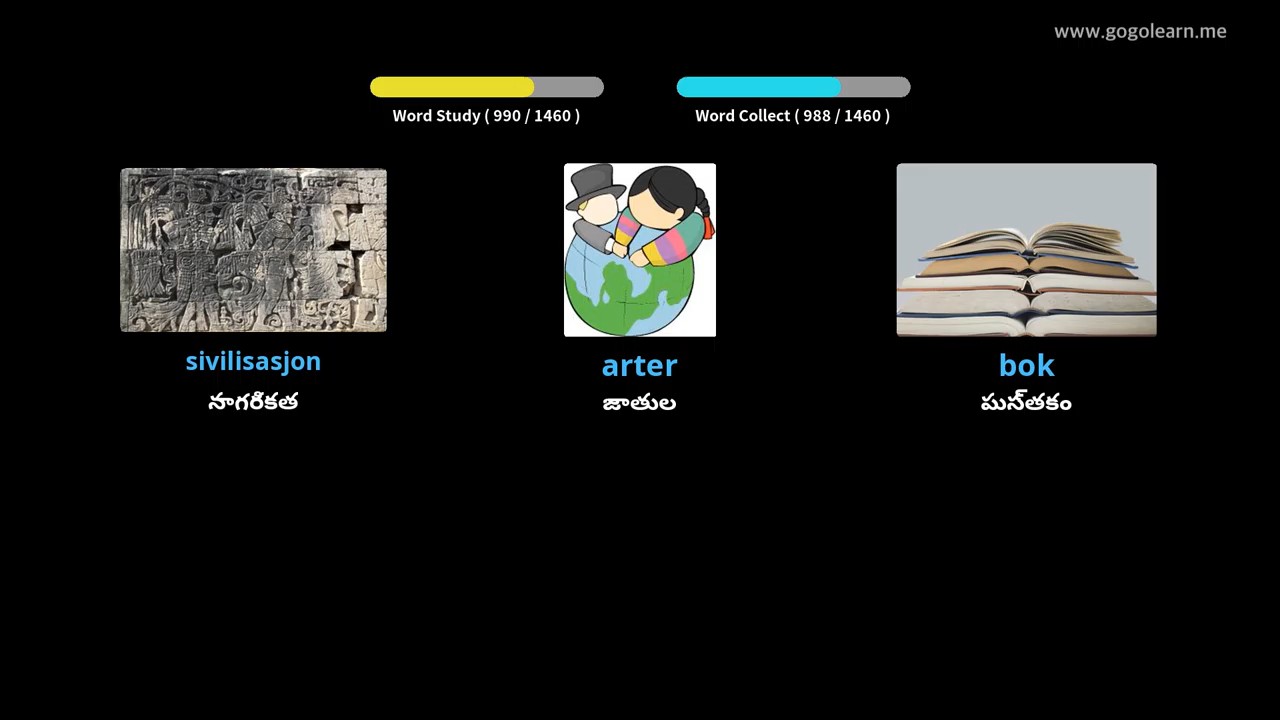 www.gogolearn.me
Word Study ( 990 / 1460 )
Word Collect ( 988 / 1460 )
sivilisasjon
నాగరికత
arter
జాతుల
bok
పుస్తకం